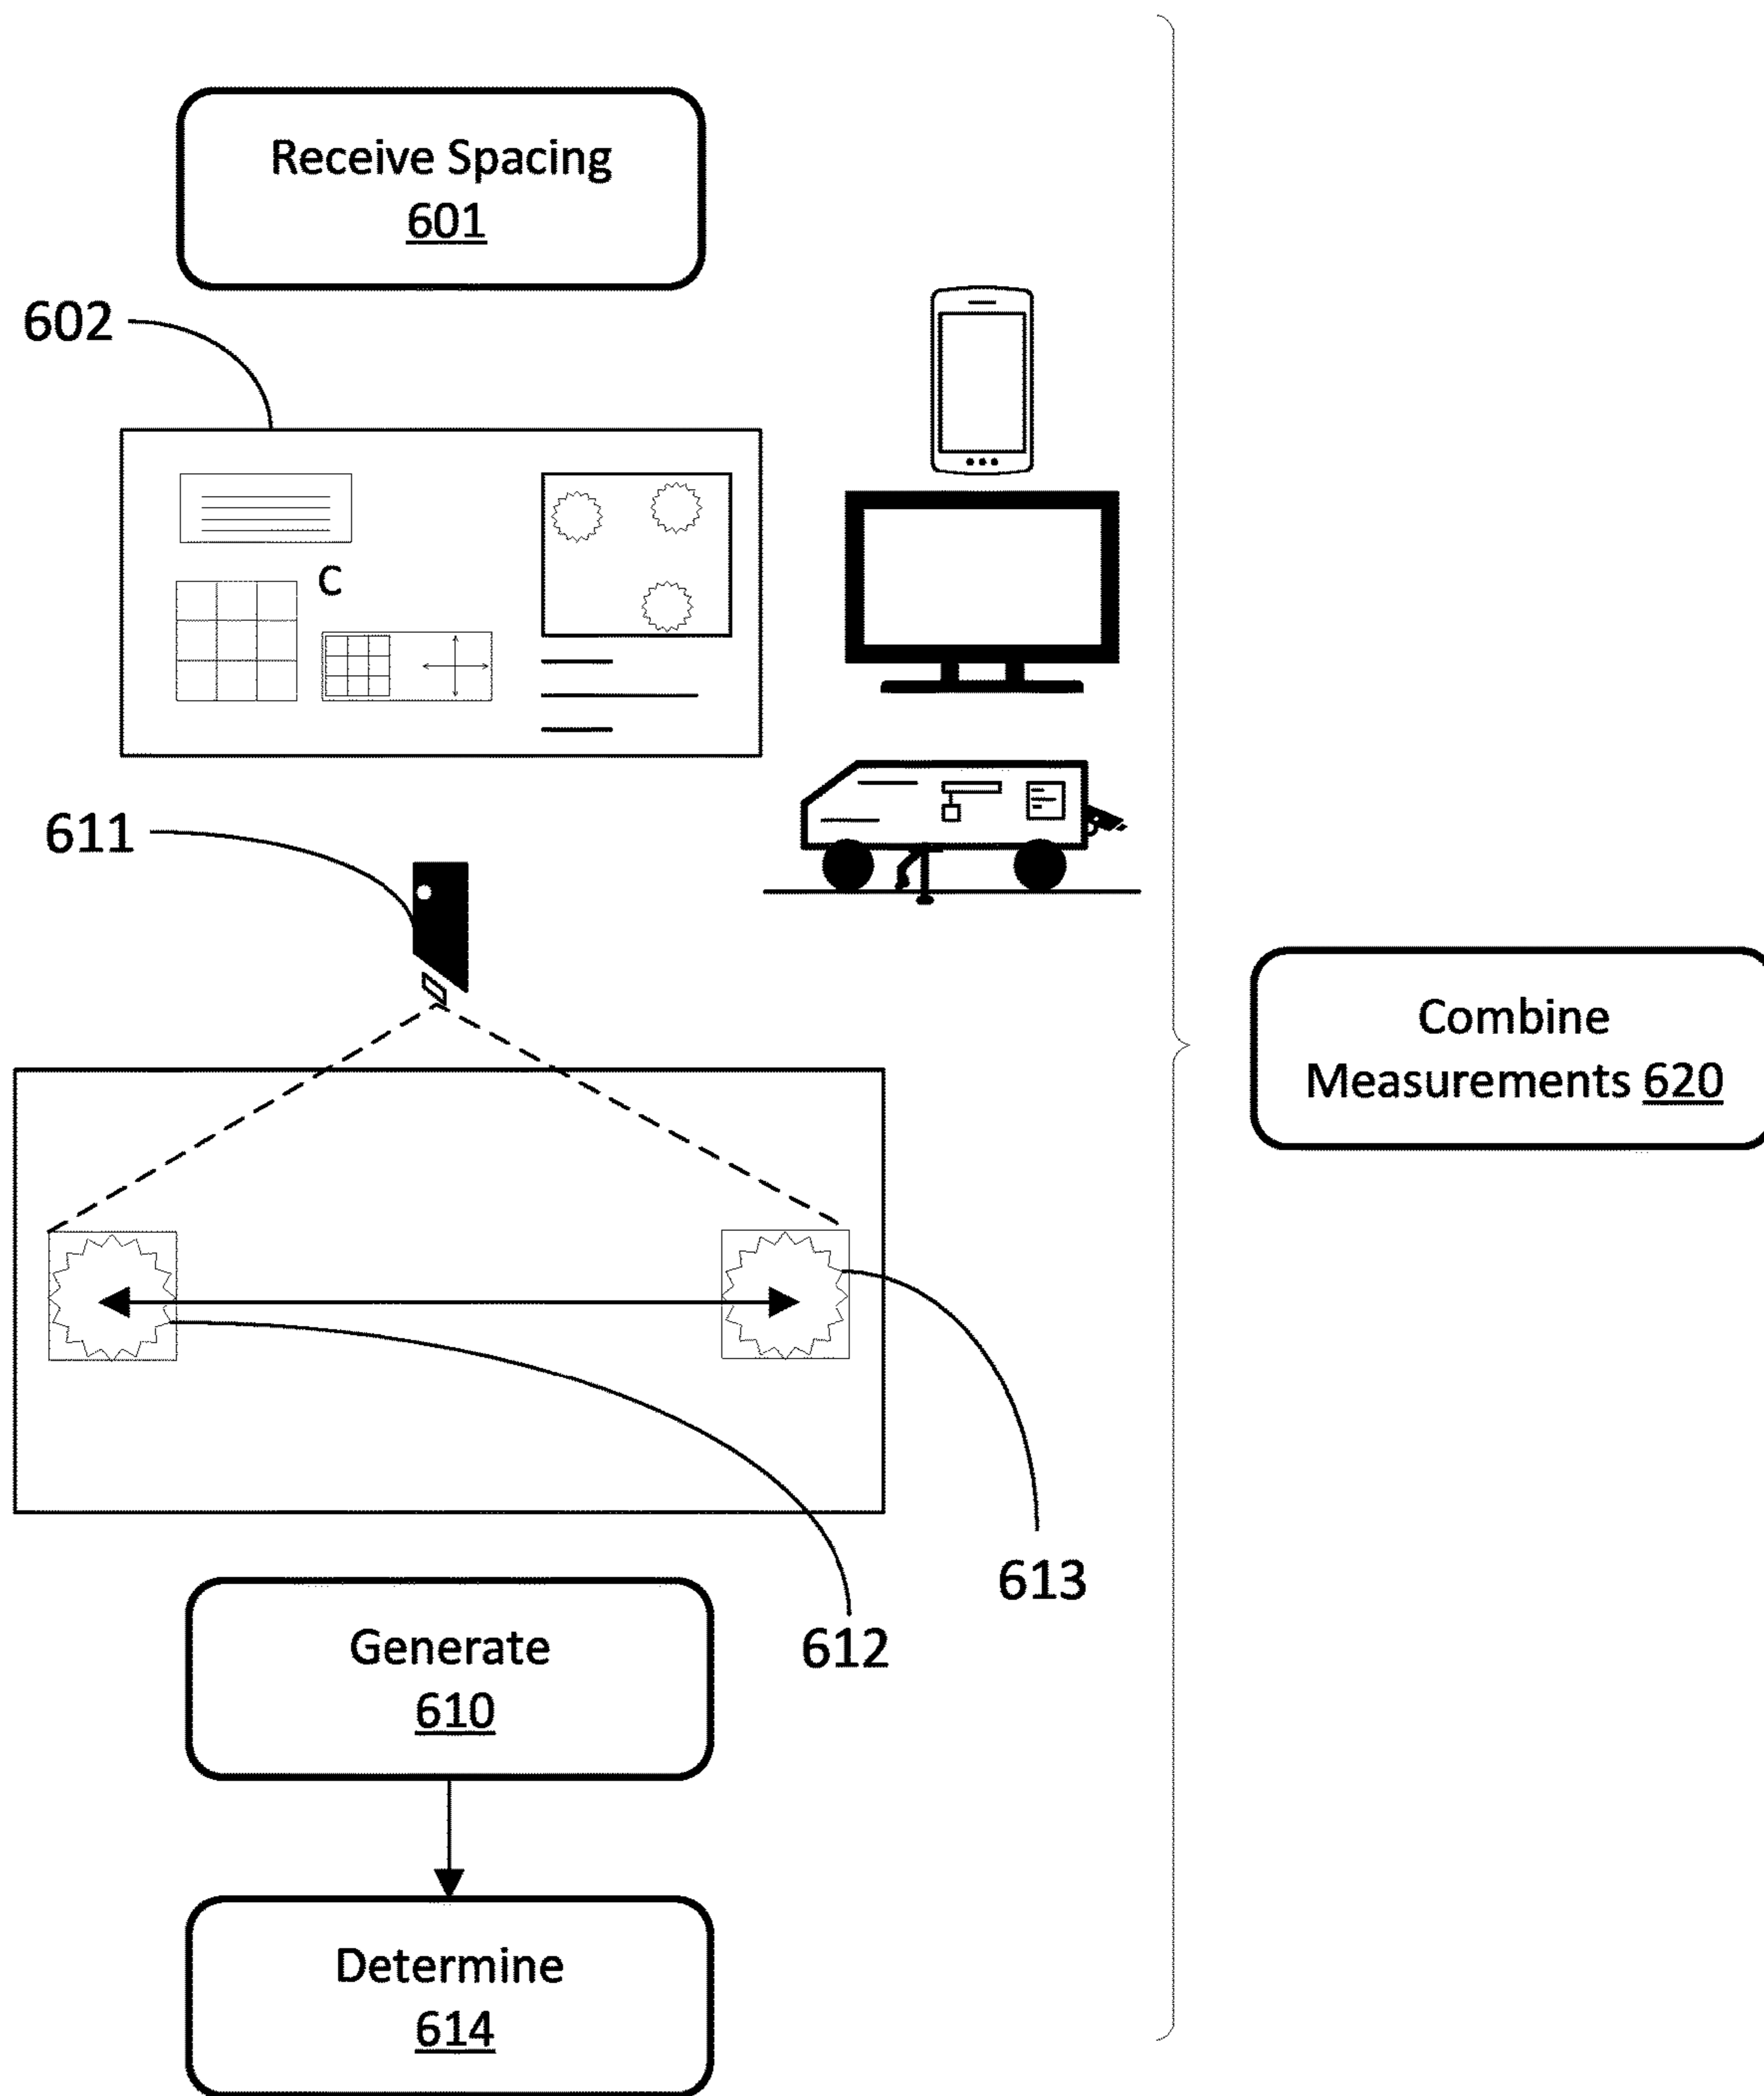 Receive Spacing
601
602
C
611
Combine
Measurements 620
613
612
Generate
610
Determine
614